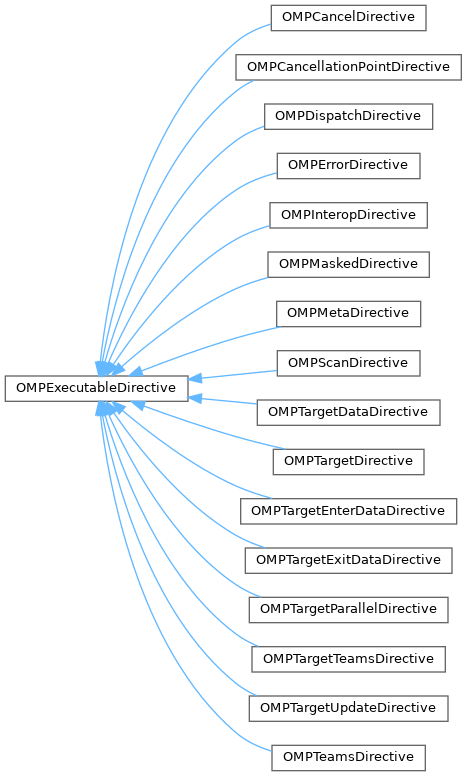 OMPCancelDirective
OMPCancellationPointDirective
OMPDispatchDirective
OMPErrorDirective
OMPInteropDirective
OMPMaskedDirective
OMPMetaDirective
OMPScanDirective
OMPExecutableDirective
OMPTargetDataDirective
OMPTargetDirective
OMPTargetEnterDataDirective
OMPTargetExitDataDirective
OMPTargetParallelDirective
OMPTargetTeamsDirective
OMPTargetUpdateDirective
OMPTeamsDirective